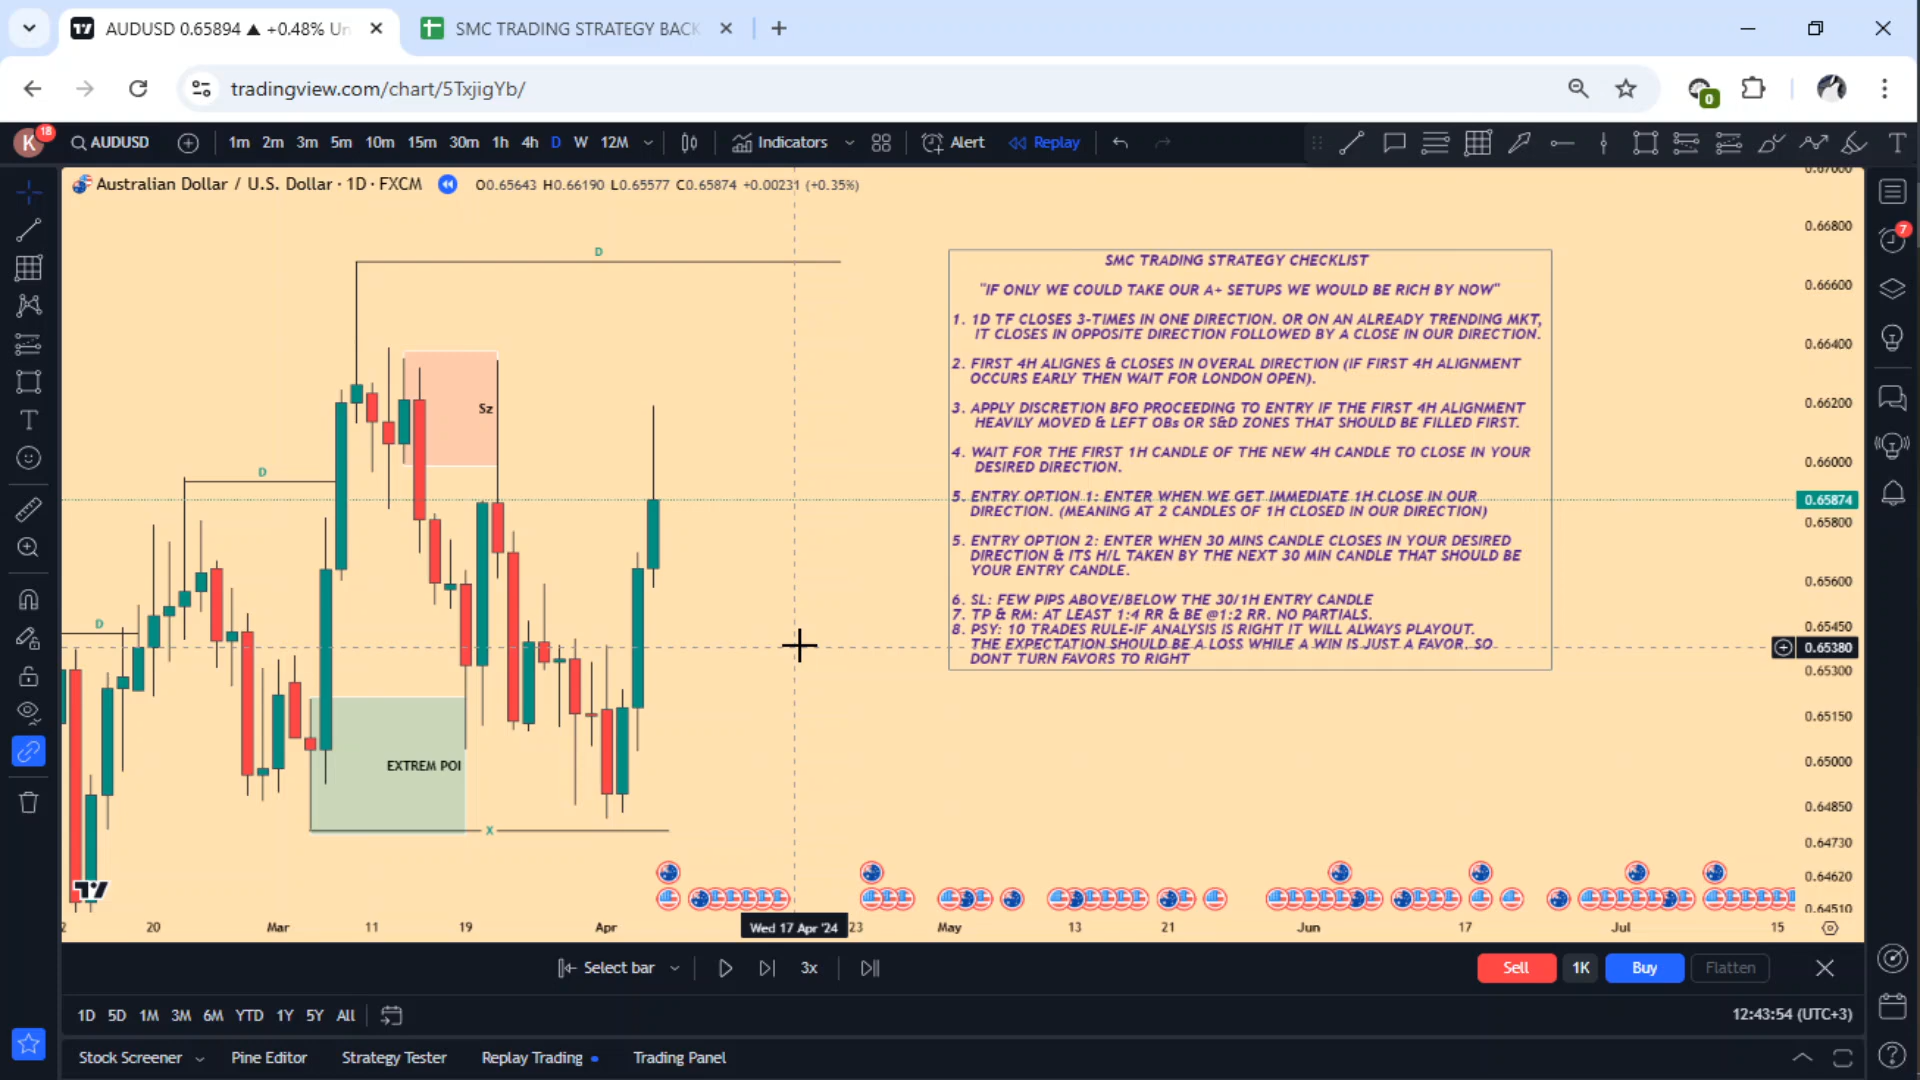 AUDUSD 0.65894 ▲ +0.48% Un
SMC TRADING STRATEGY BACK
tradingview.com/chart/5TxjigYb/
0
K
18
AUDUSD
1m 2m 3m 5m 10m 15m 30m 1h 4h D W 12M
Indicators
Alert
Replay
Australian Dollar / U.S. Dollar · 1D · FXCM
O0.65643 H0.66190 L0.65577 C0.65874 +0.00231 (+0.35%)
7
D
D
D
Sz
EXTREM POI
X
SMC TRADING STRATEGY CHECKLIST
"IF ONLY WE COULD TAKE OUR A+ SETUPS WE WOULD BE RICH BY NOW"
1. 1D TF CLOSES 3-TIMES IN ONE DIRECTION. OR ON AN ALREADY TRENDING MKT,
IT CLOSES IN OPPOSITE DIRECTION FOLLOWED BY A CLOSE IN OUR DIRECTION.
2. FIRST 4H ALIGNES & CLOSES IN OVERAL DIRECTION (IF FIRST 4H ALIGNMENT
OCCURS EARLY THEN WAIT FOR LONDON OPEN).
3. APPLY DISCRETION BFO PROCEEDING TO ENTRY IF THE FIRST 4H ALIGNMENT
HEAVILY MOVED & LEFT OBs OR S&D ZONES THAT SHOULD BE FILLED FIRST.
4. WAIT FOR THE FIRST 1H CANDLE OF THE NEW 4H CANDLE TO CLOSE IN YOUR
DESIRED DIRECTION.
5. ENTRY OPTION 1: ENTER WHEN WE GET IMMEDIATE 1H CLOSE IN OUR
DIRECTION. (MEANING AT 2 CANDLES OF 1H CLOSED IN OUR DIRECTION)
5. ENTRY OPTION 2: ENTER WHEN 30 MINS CANDLE CLOSES IN YOUR DESIRED
DIRECTION & ITS H/L TAKEN BY THE NEXT 30 MIN CANDLE THAT SHOULD BE
YOUR ENTRY CANDLE.
6. SL: FEW PIPS ABOVE/BELOW THE 30/1H ENTRY CANDLE
7. TP & RM: AT LEAST 1:4 RR & BE @1:2 RR. NO PARTIALS.
8. PSY: 10 TRADES RULE-IF ANALYSIS IS RIGHT IT WILL ALWAYS PLAYOUT.
THE EXPECTATION SHOULD BE A LOSS WHILE A WIN IS JUST A FAVOR. SO
DONT TURN FAVORS TO RIGHT
0.67000
0.66800
0.66600
0.66400
0.66200
0.66000
0.65874
0.65800
0.65600
0.65450
0.65380
0.65300
0.65150
0.65000
0.64850
0.64730
0.64620
0.64510
2 20 Mar 11 19 Apr Wed 17 Apr '24 23 May 13 21 Jun 17 Jul 15
Select bar
3x
Sell 1K Buy Flatten
1D 5D 1M 3M 6M YTD 1Y 5Y All
12:43:54 (UTC+3)
Stock Screener Pine Editor Strategy Tester Replay Trading Trading Panel